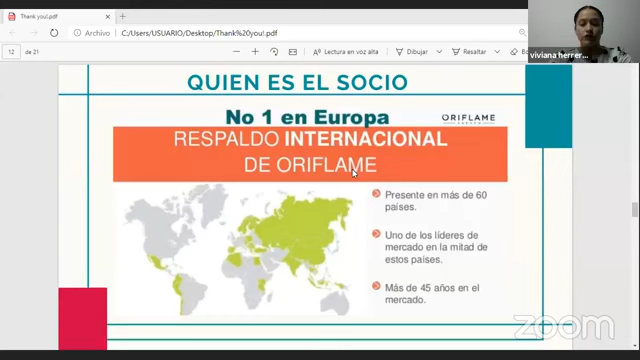 Thank you!.pdf
Archivo
C:/Users/USUARIO/Desktop/Thank%20you!.pdf
12 de 21
Lectura en voz alta
Dibujar
Resaltar
Borrar
viviana herrer...
QUIEN ES EL SOCIO
No 1 en Europa
ORIFLAME
RESPALDO INTERNACIONAL
DE ORIFLAME
Presente en más de 60
países.
Uno de los líderes de
mercado en la mitad de
estos países.
Más de 45 años en el
mercado.
zoom